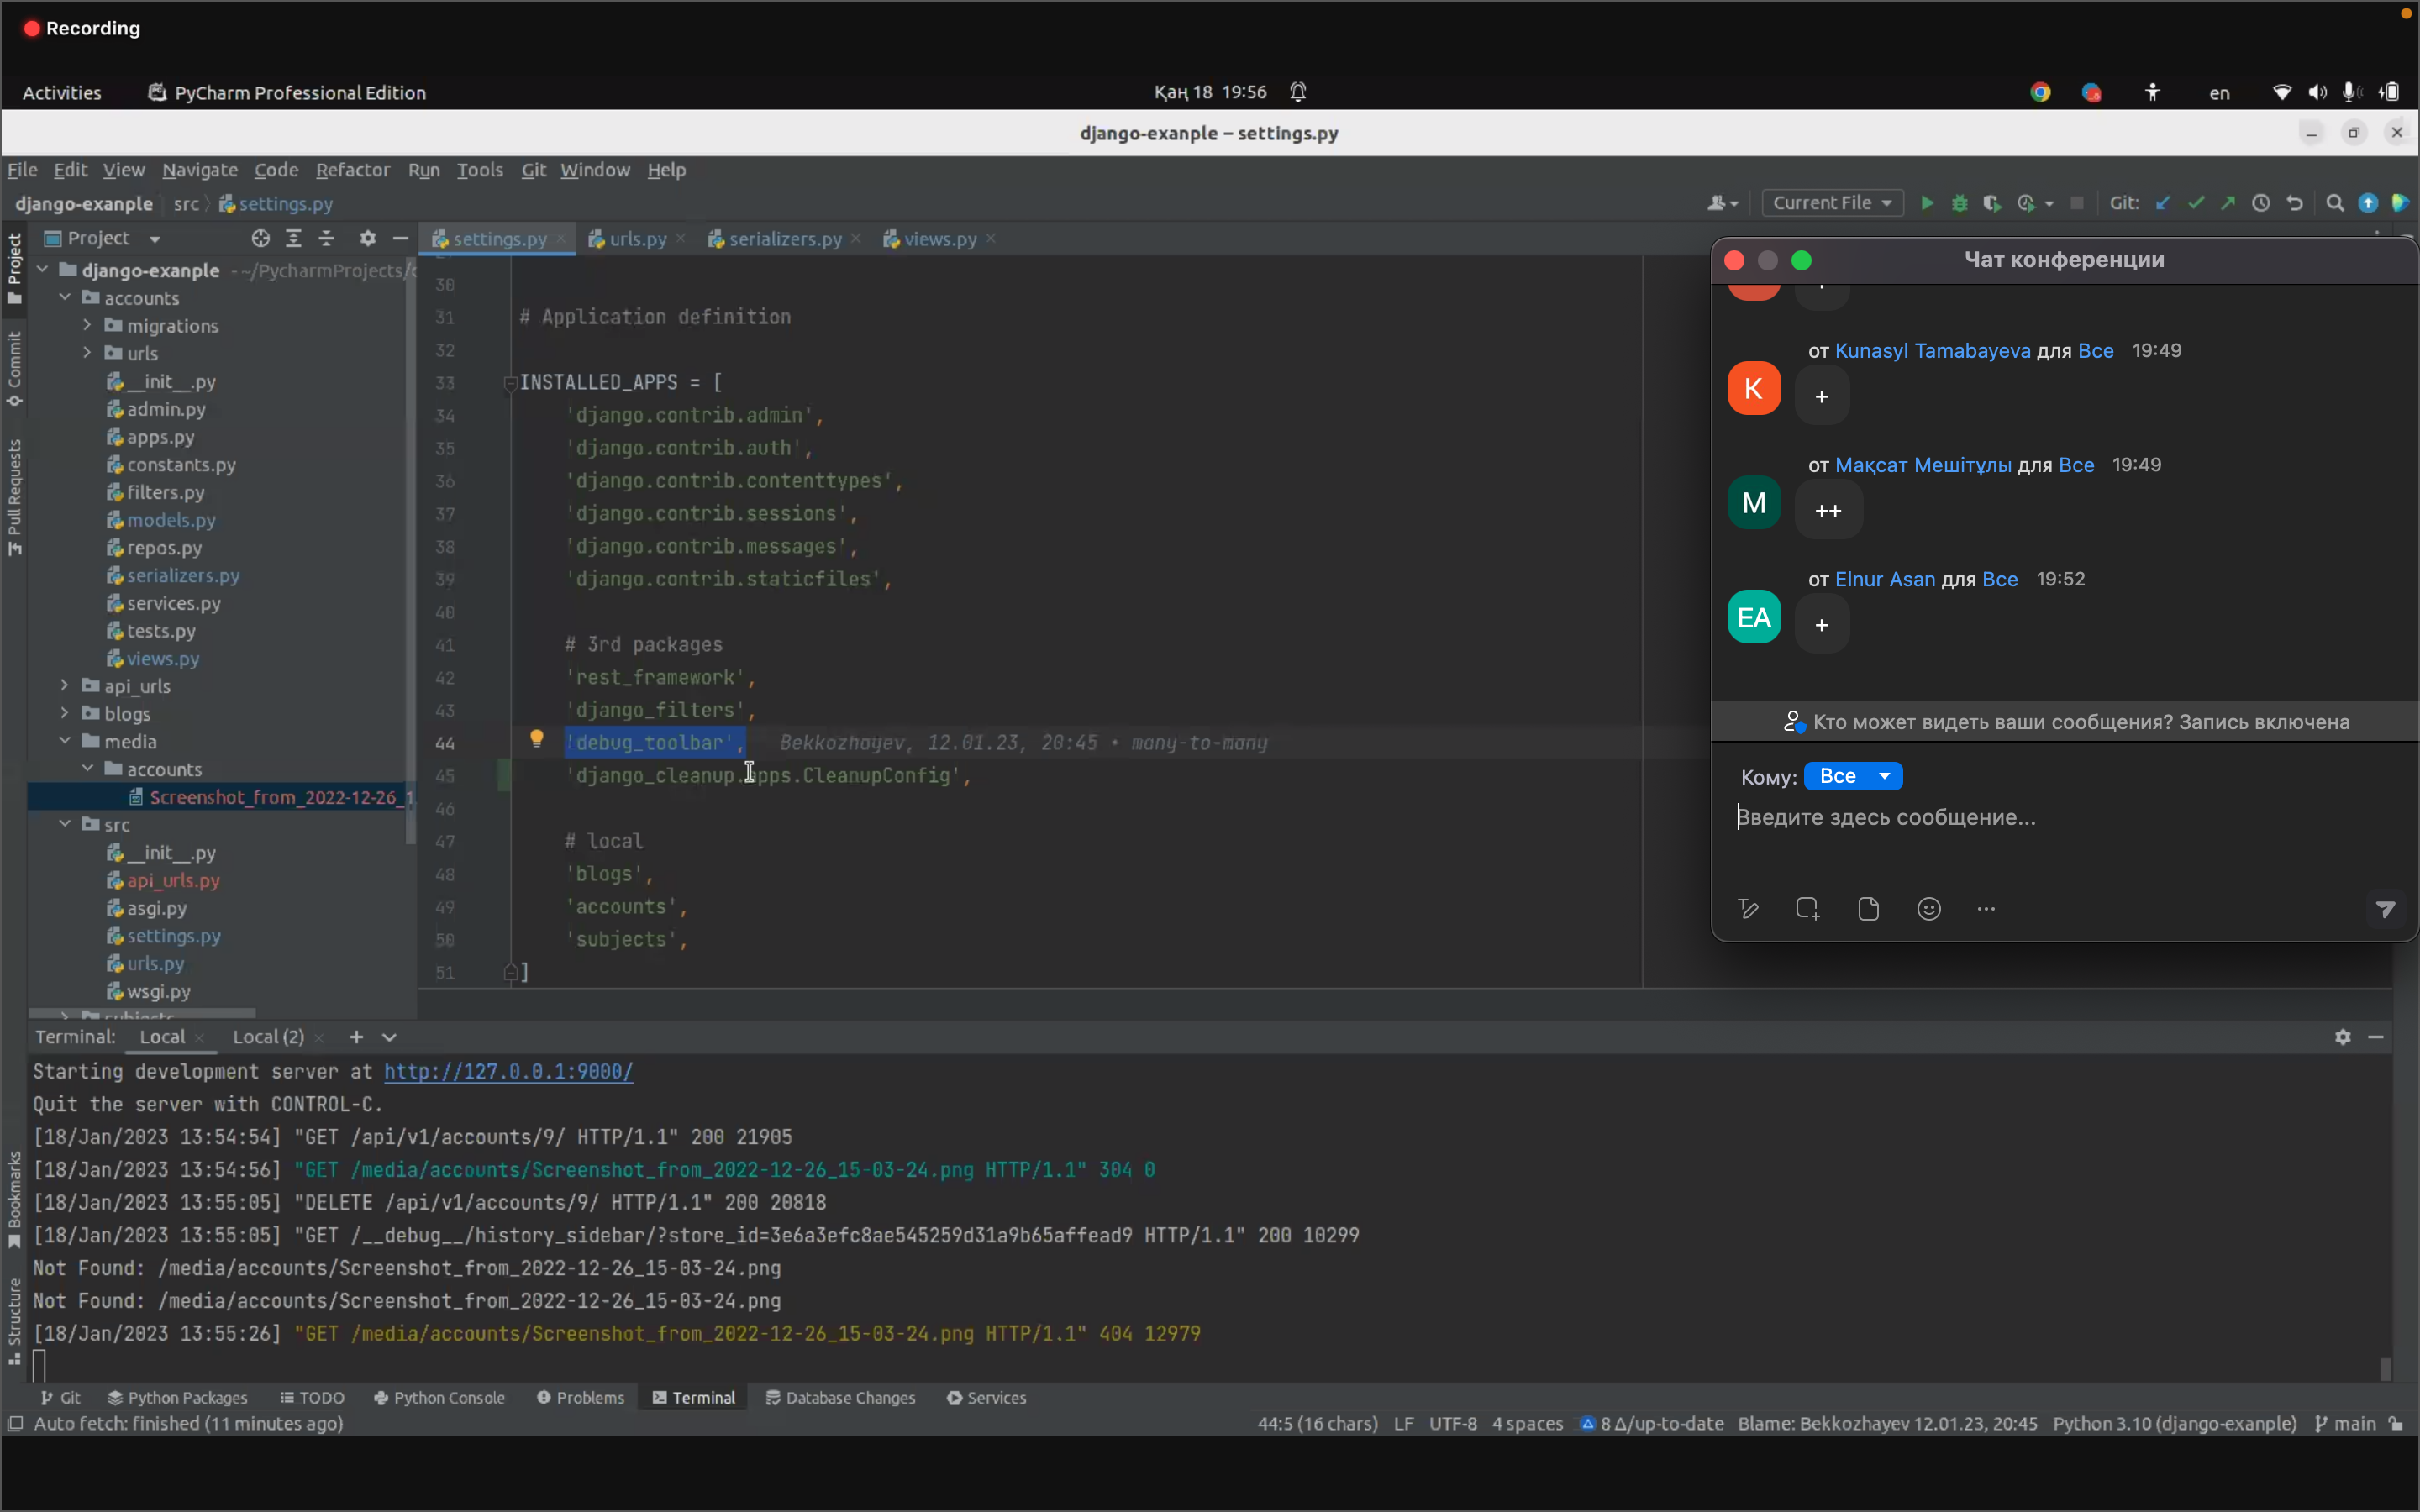 Recording
Activities PyCharm Professional Edition Қаң 18 19:56 en
django-exanple – settings.py
File Edit View Navigate Code Refactor Run Tools Git Window Help
django-exanple src settings.py Current File Git:
Project
settings.py urls.py serializers.py views.py
Project
Commit
Pull Requests
Bookmarks
Structure
django-exanple ~/PycharmProjects/
accounts
migrations
urls
__init__.py
admin.py
apps.py
constants.py
filters.py
models.py
repos.py
serializers.py
services.py
tests.py
views.py
api_urls
blogs
media
accounts
Screenshot_from_2022-12-26_1
src
__init__.py
api_urls.py
asgi.py
settings.py
urls.py
wsgi.py
subjects
30
31 # Application definition
32
33 INSTALLED_APPS = [
34 'django.contrib.admin',
35 'django.contrib.auth',
36 'django.contrib.contenttypes',
37 'django.contrib.sessions',
38 'django.contrib.messages',
39 'django.contrib.staticfiles',
40
41 # 3rd packages
42 'rest_framework',
43 'django_filters',
44 'debug_toolbar', Bekkozhayev, 12.01.23, 20:45 • many-to-many
45 'django_cleanup.apps.CleanupConfig',
46
47 # local
48 'blogs',
49 'accounts',
50 'subjects',
51 ]
Чат конференции
от Kunasyl Tamabayeva для Все 19:49
K
+
от Мақсат Мешітұлы для Все 19:49
М
++
от Elnur Asan для Все 19:52
EA
+
Кто может видеть ваши сообщения? Запись включена
Кому: Все
Введите здесь сообщение...
Terminal: Local Local (2)
Starting development server at http://127.0.0.1:9000/
Quit the server with CONTROL-C.
[18/Jan/2023 13:54:54] "GET /api/v1/accounts/9/ HTTP/1.1" 200 21905
[18/Jan/2023 13:54:56] "GET /media/accounts/Screenshot_from_2022-12-26_15-03-24.png HTTP/1.1" 304 0
[18/Jan/2023 13:55:05] "DELETE /api/v1/accounts/9/ HTTP/1.1" 200 20818
[18/Jan/2023 13:55:05] "GET /__debug__/history_sidebar/?store_id=3e6a3efc8ae545259d31a9b65affead9 HTTP/1.1" 200 10299
Not Found: /media/accounts/Screenshot_from_2022-12-26_15-03-24.png
Not Found: /media/accounts/Screenshot_from_2022-12-26_15-03-24.png
[18/Jan/2023 13:55:26] "GET /media/accounts/Screenshot_from_2022-12-26_15-03-24.png HTTP/1.1" 404 12979
Git Python Packages TODO Python Console Problems Terminal Database Changes Services
Auto fetch: finished (11 minutes ago) 44:5 (16 chars) LF UTF-8 4 spaces 8 Δ/up-to-date Blame: Bekkozhayev 12.01.23, 20:45 Python 3.10 (django-exanple) main